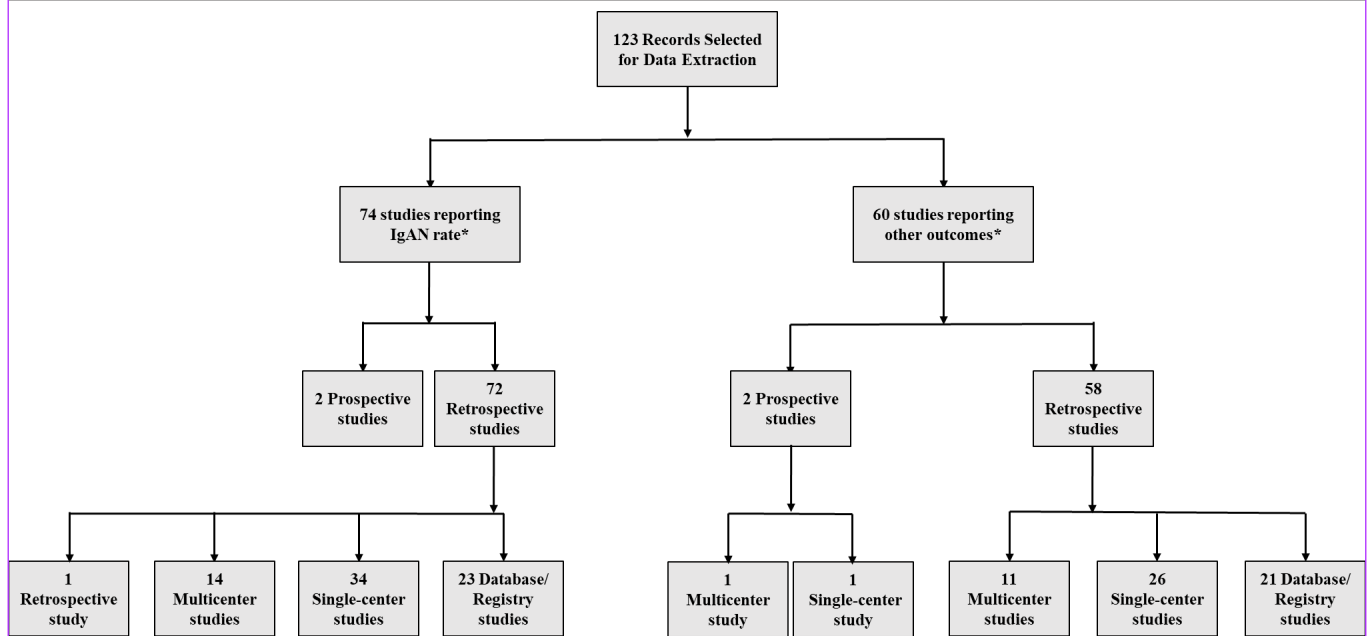 123 Records Selected
for Data Extraction
74 studies reporting
IgAN rate*
60 studies reporting
other outcomes*
2 Prospective
studies
72
Retrospective
studies
2 Prospective
studies
58
Retrospective
studies
1
Retrospective
study
14
Multicenter
studies
34
Single-center
studies
23 Database/
Registry
studies
1
Multicenter
study
1
Single-center
study
11
Multicenter
studies
26
Single-center
studies
21 Database/
Registry
studies